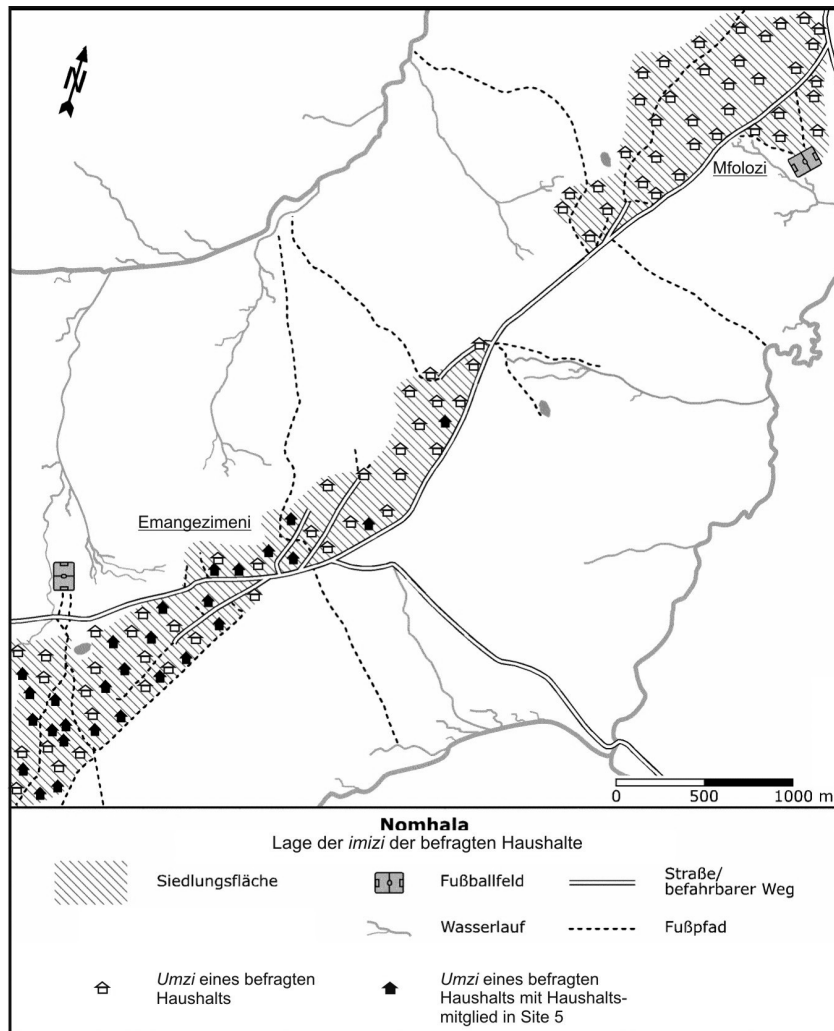 N
Mfolozi
Emangezimeni
0 500 1000 m
Nomhala
Lage der imizi der befragten Haushalte
Siedlungsfläche
Fußballfeld
Straße/
befahrbarer Weg
Wasserlauf
Fußpfad
Umzi eines befragten
Haushalts
Umzi eines befragten
Haushalts mit Haushalts-
mitglied in Site 5